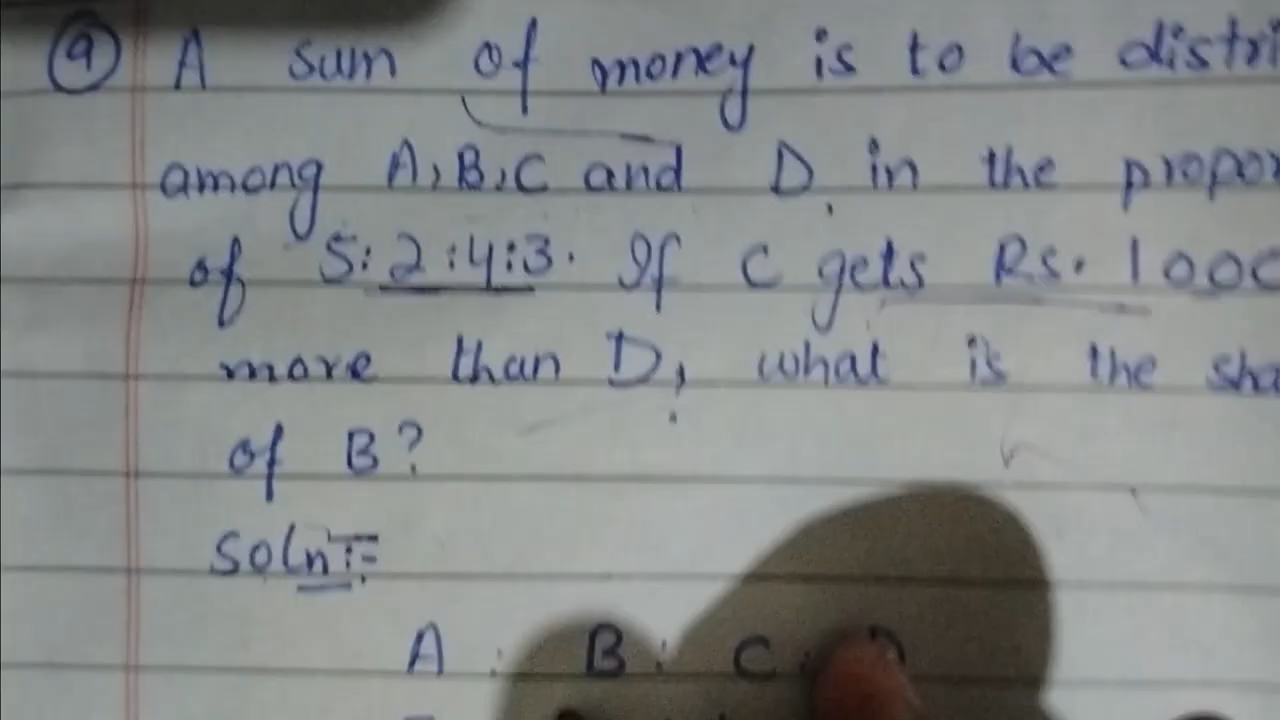 9 A sum of money is to be distri
among A, B, C and D in the propor
of 5:2:4:3. If C gets Rs. 1000
more than D, what is the sha
of B?
Soln:-
A : B : C : D